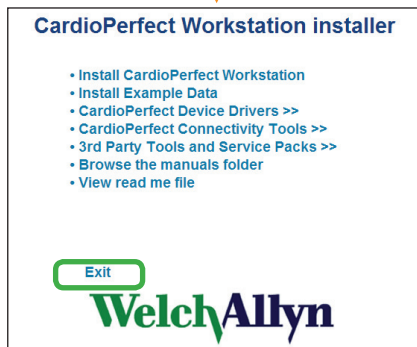 CardioPerfect Workstation installer
• Install CardioPerfect Workstation
• Install Example Data
• CardioPerfect Device Drivers >>
• CardioPerfect Connectivity Tools >>
• 3rd Party Tools and Service Packs >>
• Browse the manuals folder
• View read me file
Exit
WelchAllyn